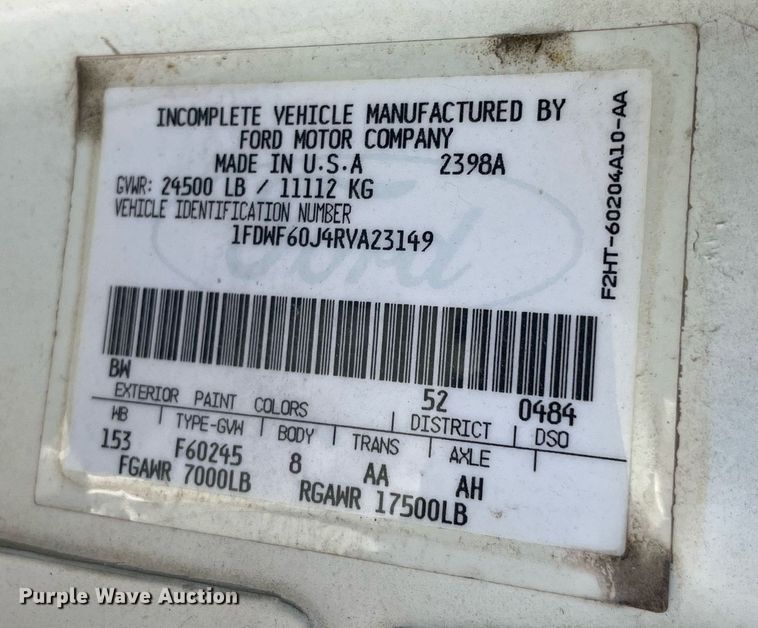 INCOMPLETE VEHICLE MANUFACTURED BY
FORD MOTOR COMPANY
MADE IN U.S.A 2398A
GVWR: 24500 LB / 11112 KG
VEHICLE IDENTIFICATION NUMBER
1FDWF60J4RVA23149
Ford
F2HT-60204A10-AA
BW 52 0484
EXTERIOR PAINT COLORS DISTRICT DSO
WB TYPE-GVW BODY TRANS AXLE
153 F60245 8 AA AH
FGAWR 7000LB RGAWR 17500LB
Purple Wave Auction